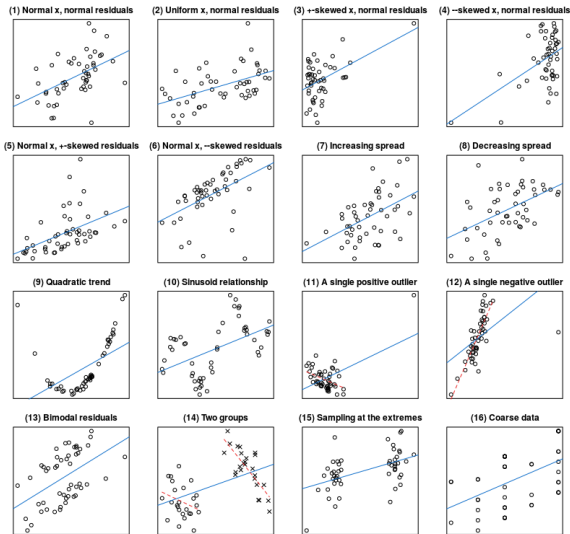 (1) Normal x, normal residuals
(2) Uniform x, normal residuals
(3) +-skewed x, normal residuals
(4) --skewed x, normal residuals
(5) Normal x, +-skewed residuals
(6) Normal x, --skewed residuals
(7) Increasing spread
(8) Decreasing spread
(9) Quadratic trend
(10) Sinusoid relationship
(11) A single positive outlier
(12) A single negative outlier
(13) Bimodal residuals
(14) Two groups
(15) Sampling at the extremes
(16) Coarse data